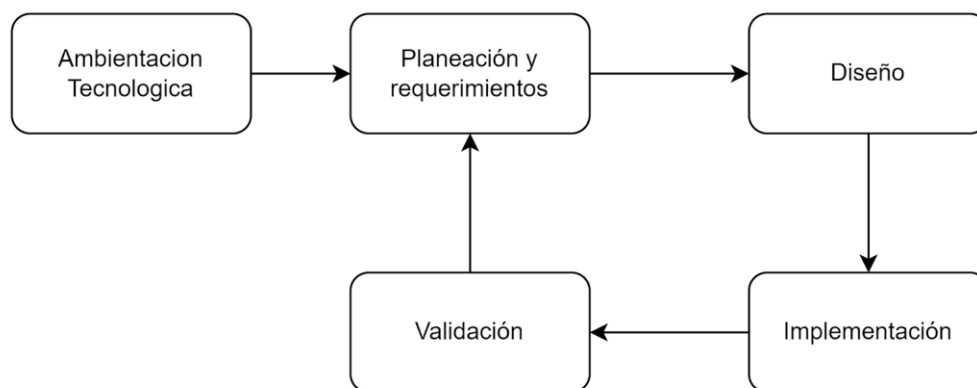 Ambientacion
Tecnologica
Planeación y
requerimientos
Diseño
Validación
Implementación